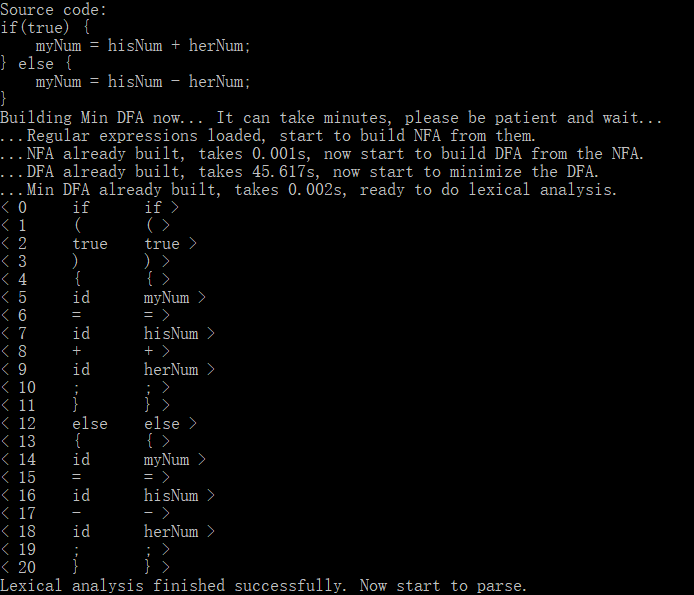 Source code:
if(true) {
    myNum = hisNum + herNum;
} else {
    myNum = hisNum - herNum;
}
Building Min DFA now... It can take minutes, please be patient and wait...
...Regular expressions loaded, start to build NFA from them.
...NFA already built, takes 0.001s, now start to build DFA from the NFA.
...DFA already built, takes 45.617s, now start to minimize the DFA.
...Min DFA already built, takes 0.002s, ready to do lexical analysis.
< 0     if      if >
< 1     (       ( >
< 2     true    true >
< 3     )       ) >
< 4     {       { >
< 5     id      myNum >
< 6     =       = >
< 7     id      hisNum >
< 8     +       + >
< 9     id      herNum >
< 10    ;       ; >
< 11    }       } >
< 12    else    else >
< 13    {       { >
< 14    id      myNum >
< 15    =       = >
< 16    id      hisNum >
< 17    -       - >
< 18    id      herNum >
< 19    ;       ; >
< 20    }       } >
Lexical analysis finished successfully. Now start to parse.